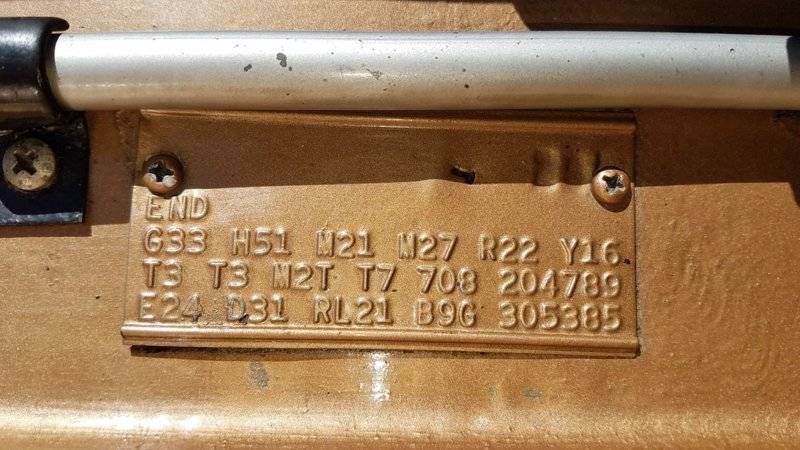 END
G33 H51 M21 M27 R22 Y16
T3 T3 M2T T7 708 204789
E24 D31 RL21 B9G 305385